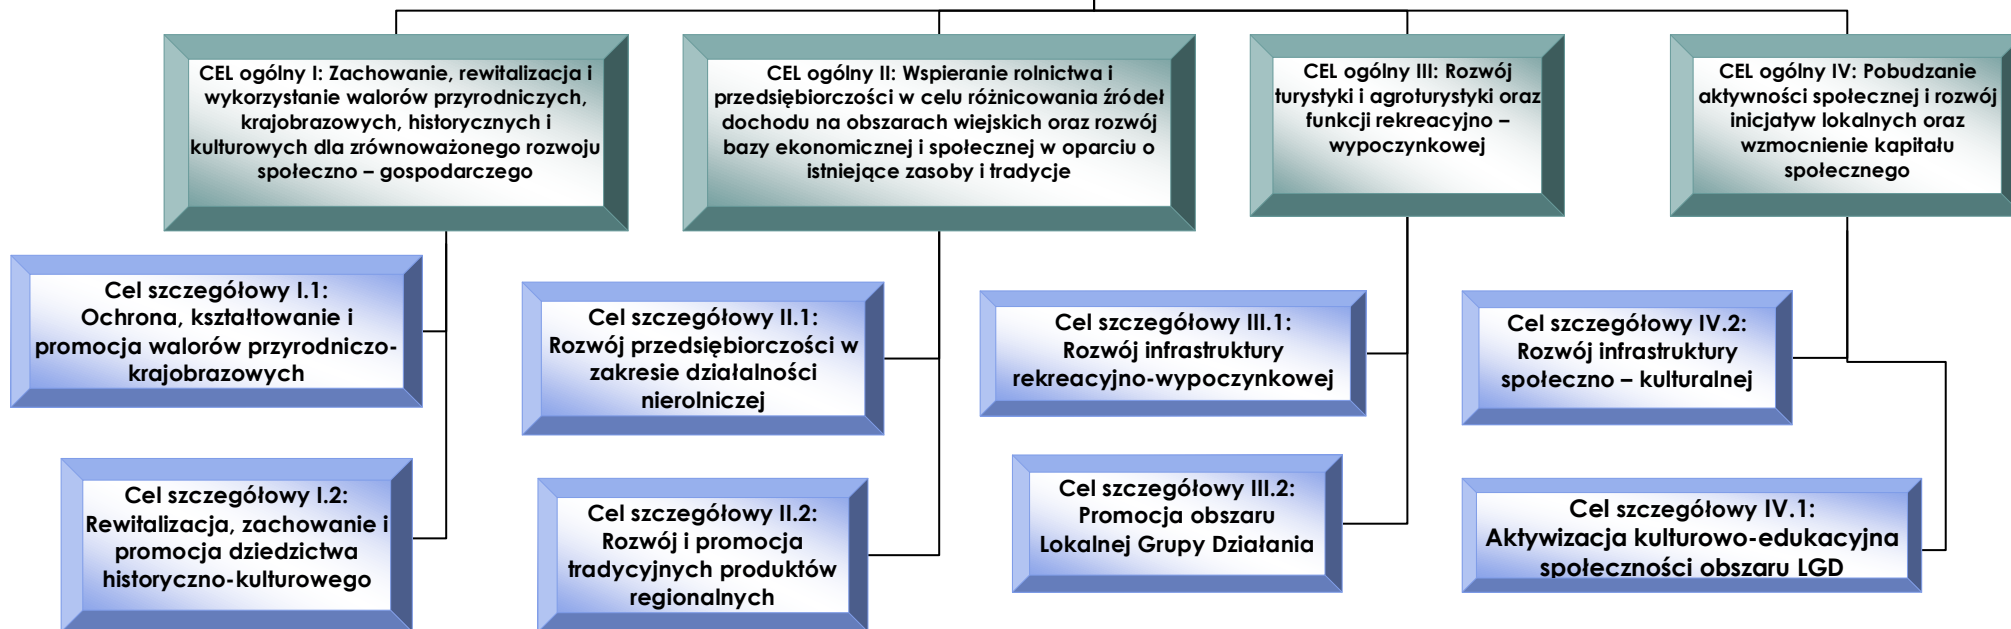 CEL ogólny I: Zachowanie, rewitalizacja i
wykorzystanie walorów przyrodniczych,
krajobrazowych, historycznych i
kulturowych dla zrównoważonego rozwoju
społeczno – gospodarczego
CEL ogólny II: Wspieranie rolnictwa i
przedsiębiorczości w celu różnicowania źródeł
dochodu na obszarach wiejskich oraz rozwój
bazy ekonomicznej i społecznej w oparciu o
istniejące zasoby i tradycje
CEL ogólny III: Rozwój
turystyki i agroturystyki oraz
funkcji rekreacyjno –
wypoczynkowej
CEL ogólny IV: Pobudzanie
aktywności społecznej i rozwój
inicjatyw lokalnych oraz
wzmocnienie kapitału
społecznego
Cel szczegółowy I.1:
Ochrona, kształtowanie i
promocja walorów przyrodniczo-
krajobrazowych
Cel szczegółowy II.1:
Rozwój przedsiębiorczości w
zakresie działalności
nierolniczej
Cel szczegółowy III.1:
Rozwój infrastruktury
rekreacyjno-wypoczynkowej
Cel szczegółowy IV.2:
Rozwój infrastruktury
społeczno – kulturalnej
Cel szczegółowy I.2:
Rewitalizacja, zachowanie i
promocja dziedzictwa
historyczno-kulturowego
Cel szczegółowy II.2:
Rozwój i promocja
tradycyjnych produktów
regionalnych
Cel szczegółowy III.2:
Promocja obszaru
Lokalnej Grupy Działania
Cel szczegółowy IV.1:
Aktywizacja kulturowo-edukacyjna
społeczności obszaru LGD